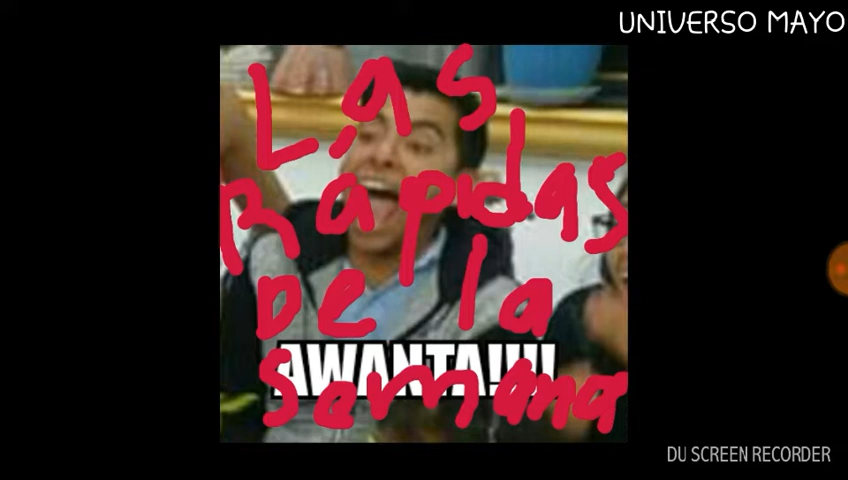 UNIVERSO MAYO
Las
Rápidas
De la
AWANTA!!!!
Semana
DU SCREEN RECORDER